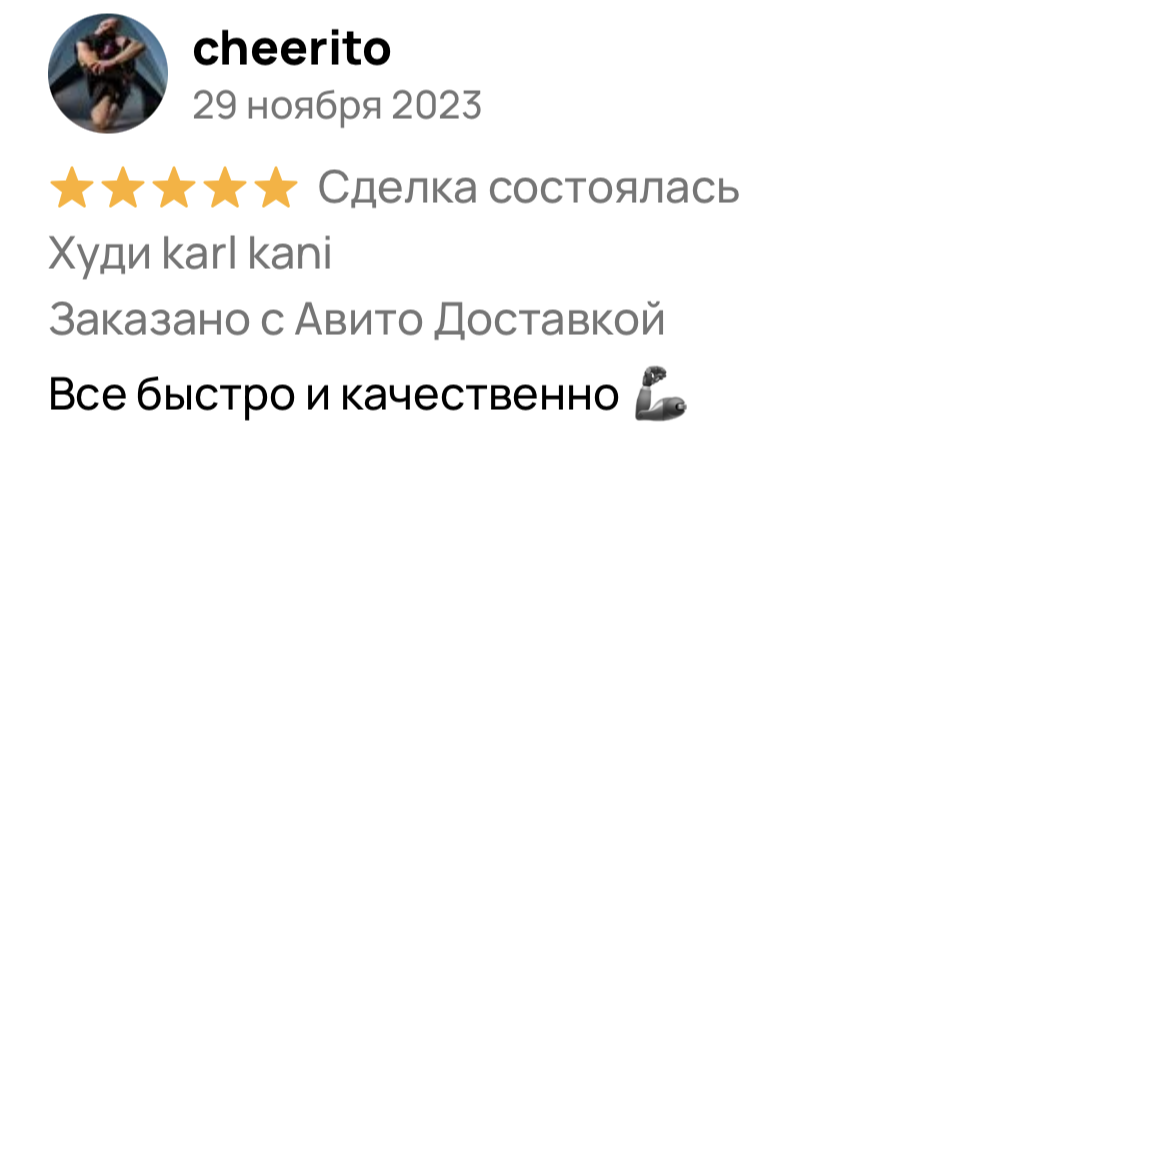 cheerito
29 ноября 2023
Сделка состоялась
Худи karl kani
Заказано с Авито Доставкой
Все быстро и качественно 🦾